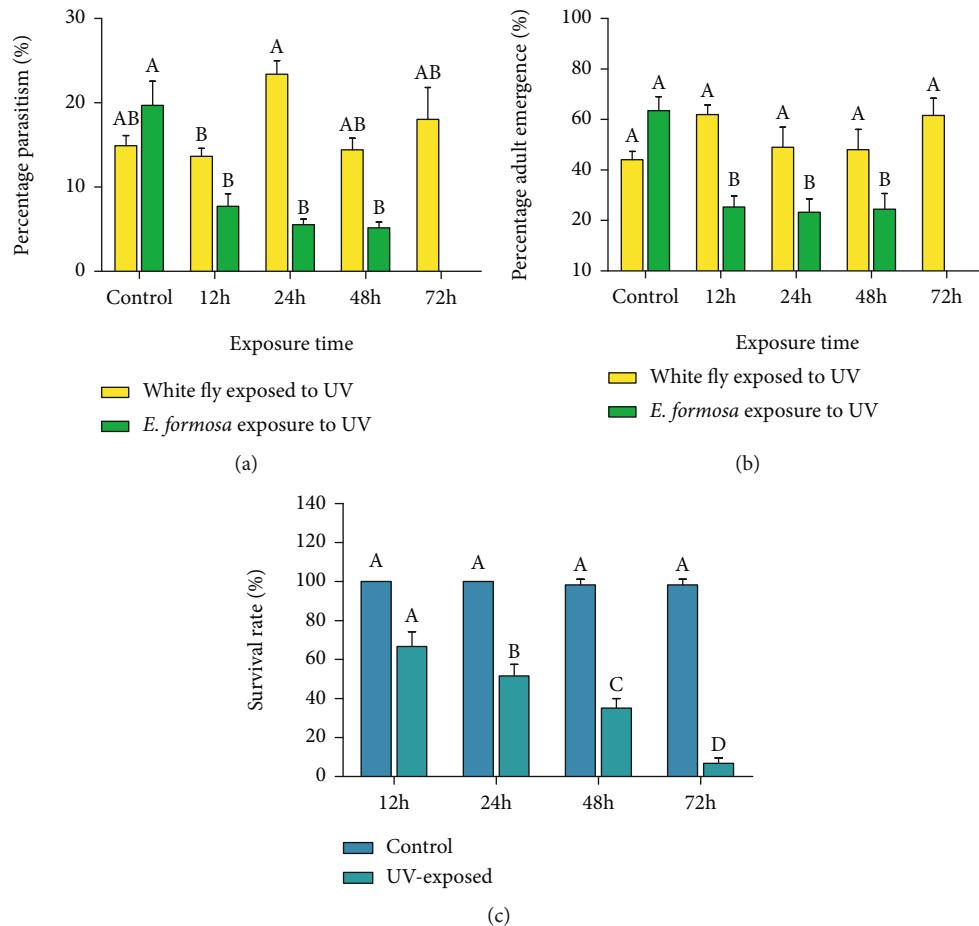 Percentage parasitism (%)
30
20
10
0
A
A
AB
AB
AB
B
B
B
B
Control 12h 24h 48h 72h
Exposure time
White fly exposed to UV
E. formosa exposure to UV
(a)
Percentage adult emergence (%)
100
80
60
40
20
10
A
A
A
A
A
A
B
B
B
Control 12h 24h 48h 72h
Exposure time
White fly exposed to UV
E. formosa exposure to UV
(b)
Survival rate (%)
140
120
100
80
60
40
20
0
A A A A
A
B
C
D
12h 24h 48h 72h
Control
UV-exposed
(c)